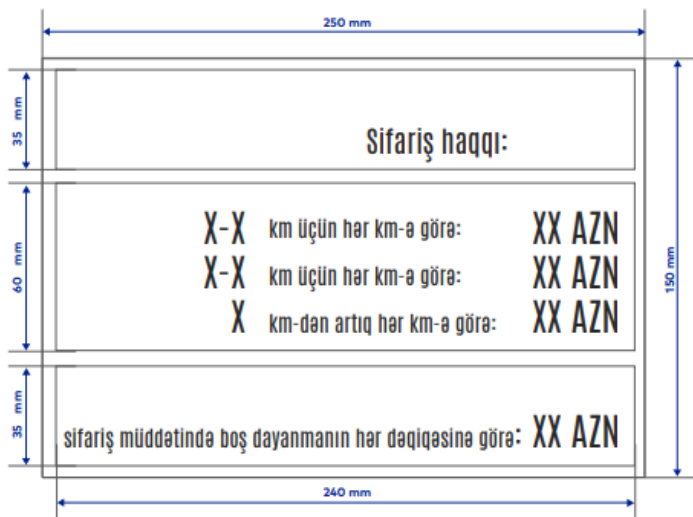 250 mm
35 mm
Sifariş haqqı:
60 mm
X-X km üçün hər km-ə görə: XX AZN
X-X km üçün hər km-ə görə: XX AZN
X km-dən artıq hər km-ə görə: XX AZN
150 mm
35 mm
sifariş müddətində boş dayanmanın hər dəqiqəsinə görə: XX AZN
240 mm